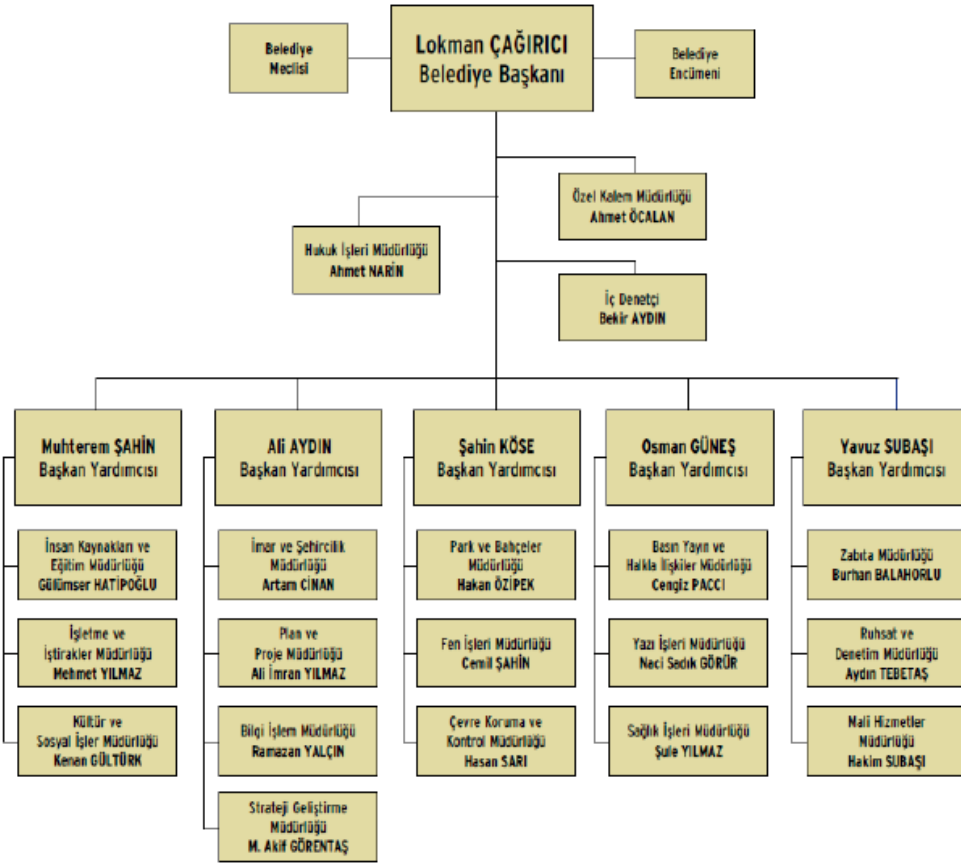 Belediye
Meclisi
Lokman ÇAĞIRICI
Belediye Başkanı
Belediye
Encümeni
Özel Kalem Müdürlüğü
Ahmet ÖCALAN
Hukuk İşleri Müdürlüğü
Ahmet NARİN
İç Denetçi
Bekir AYDIN
Muhterem ŞAHİN
Başkan Yardımcısı
İnsan Kaynakları ve
Eğitim Müdürlüğü
Gülümser HATİPOĞLU
İşletme ve
İştirakler Müdürlüğü
Mehmet YILMAZ
Kültür ve
Sosyal İşler Müdürlüğü
Kenan GÜLTÜRK
Ali AYDIN
Başkan Yardımcısı
İmar ve Şehircilik
Müdürlüğü
Artam CİNAN
Plan ve
Proje Müdürlüğü
Ali İmran YILMAZ
Bilgi İşlem Müdürlüğü
Ramazan YALÇIN
Strateji Geliştirme
Müdürlüğü
M. Akif GÖRENTAŞ
Şahin KÖSE
Başkan Yardımcısı
Park ve Bahçeler
Müdürlüğü
Hakan ÖZİPEK
Fen İşleri Müdürlüğü
Cemil ŞAHİN
Çevre Koruma ve
Kontrol Müdürlüğü
Hasan SARI
Osman GÜNEŞ
Başkan Yardımcısı
Basın Yayın ve
Halkla İlişkiler Müdürlüğü
Cengiz PACCI
Yazı İşleri Müdürlüğü
Naci Sadık GÖRÜR
Sağlık İşleri Müdürlüğü
Şule YILMAZ
Yavuz SUBAŞI
Başkan Yardımcısı
Zabıta Müdürlüğü
Burhan BALAHORLU
Ruhsat ve
Denetim Müdürlüğü
Aydın TEBETAŞ
Mali Hizmetler
Müdürlüğü
Hakim SUBAŞI